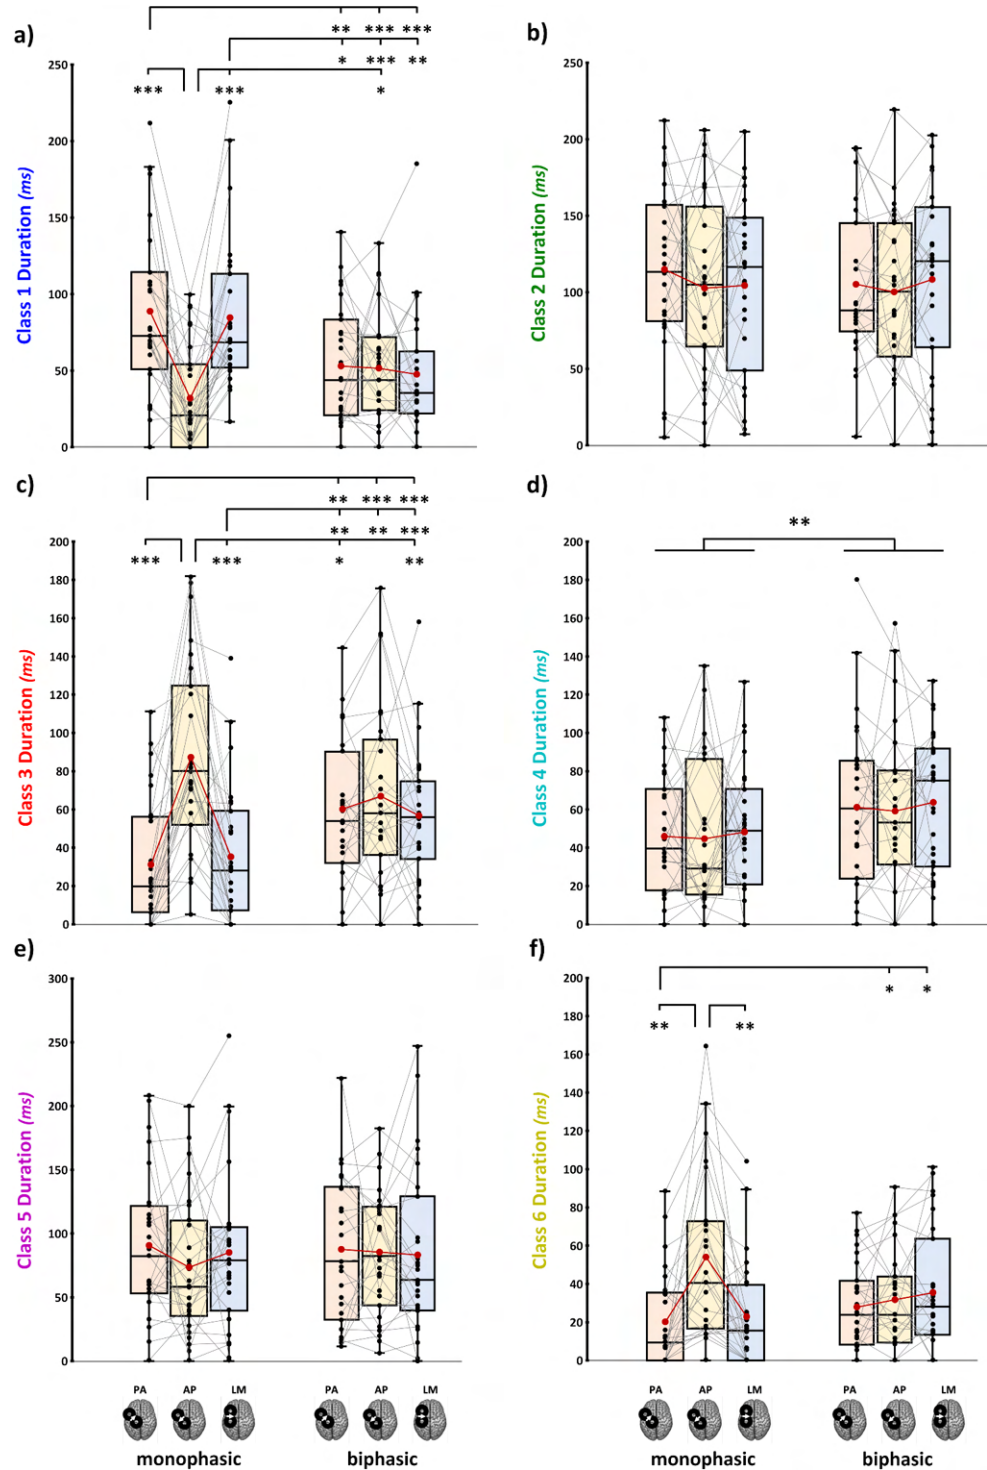 a)
** *** ***
* *** **
*** *** *
Class 1 Duration (ms)
250
200
150
100
50
0
b)
Class 2 Duration (ms)
250
200
150
100
50
0
c)
** *** ***
** ** ***
*** *** * **
Class 3 Duration (ms)
200
180
160
140
120
100
80
60
40
20
0
d)
**
Class 4 Duration (ms)
200
180
160
140
120
100
80
60
40
20
0
e)
Class 5 Duration (ms)
300
250
200
150
100
50
0
PA AP LM PA AP LM
monophasic biphasic
f)
* *
** **
Class 6 Duration (ms)
200
180
160
140
120
100
80
60
40
20
0
PA AP LM PA AP LM
monophasic biphasic